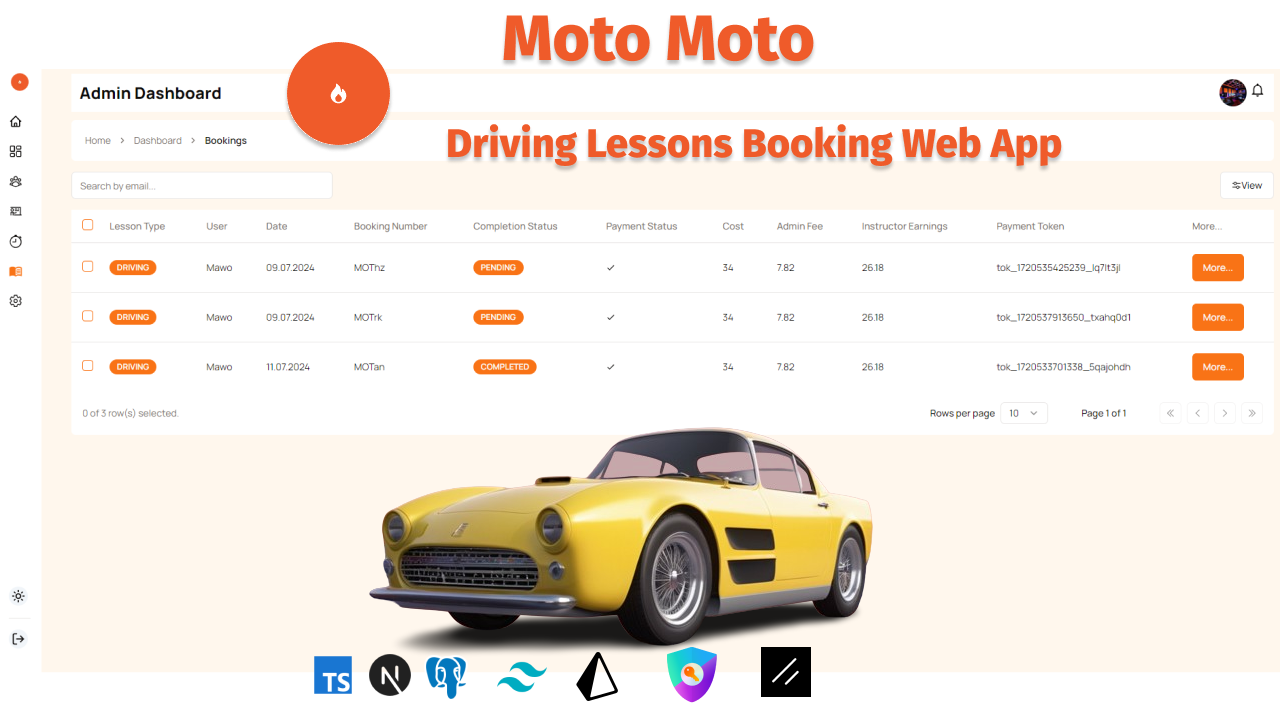 Moto Moto
Admin Dashboard
Home > Dashboard > Bookings
Driving Lessons Booking Web App
Search by email...
View
Lesson Type User Date Booking Number Completion Status Payment Status Cost Admin Fee Instructor Earnings Payment Token More...
DRIVING Mawo 09.07.2024 MOThz PENDING ✓ 34 7.82 26.18 tok_1720535425239_lq7lt3jl More...
DRIVING Mawo 09.07.2024 MOTrk PENDING ✓ 34 7.82 26.18 tok_1720537913650_txahq0d1 More...
DRIVING Mawo 11.07.2024 MOTan COMPLETED ✓ 34 7.82 26.18 tok_1720533701338_5qajohdh More...
0 of 3 row(s) selected. Rows per page 10 Page 1 of 1
TS N